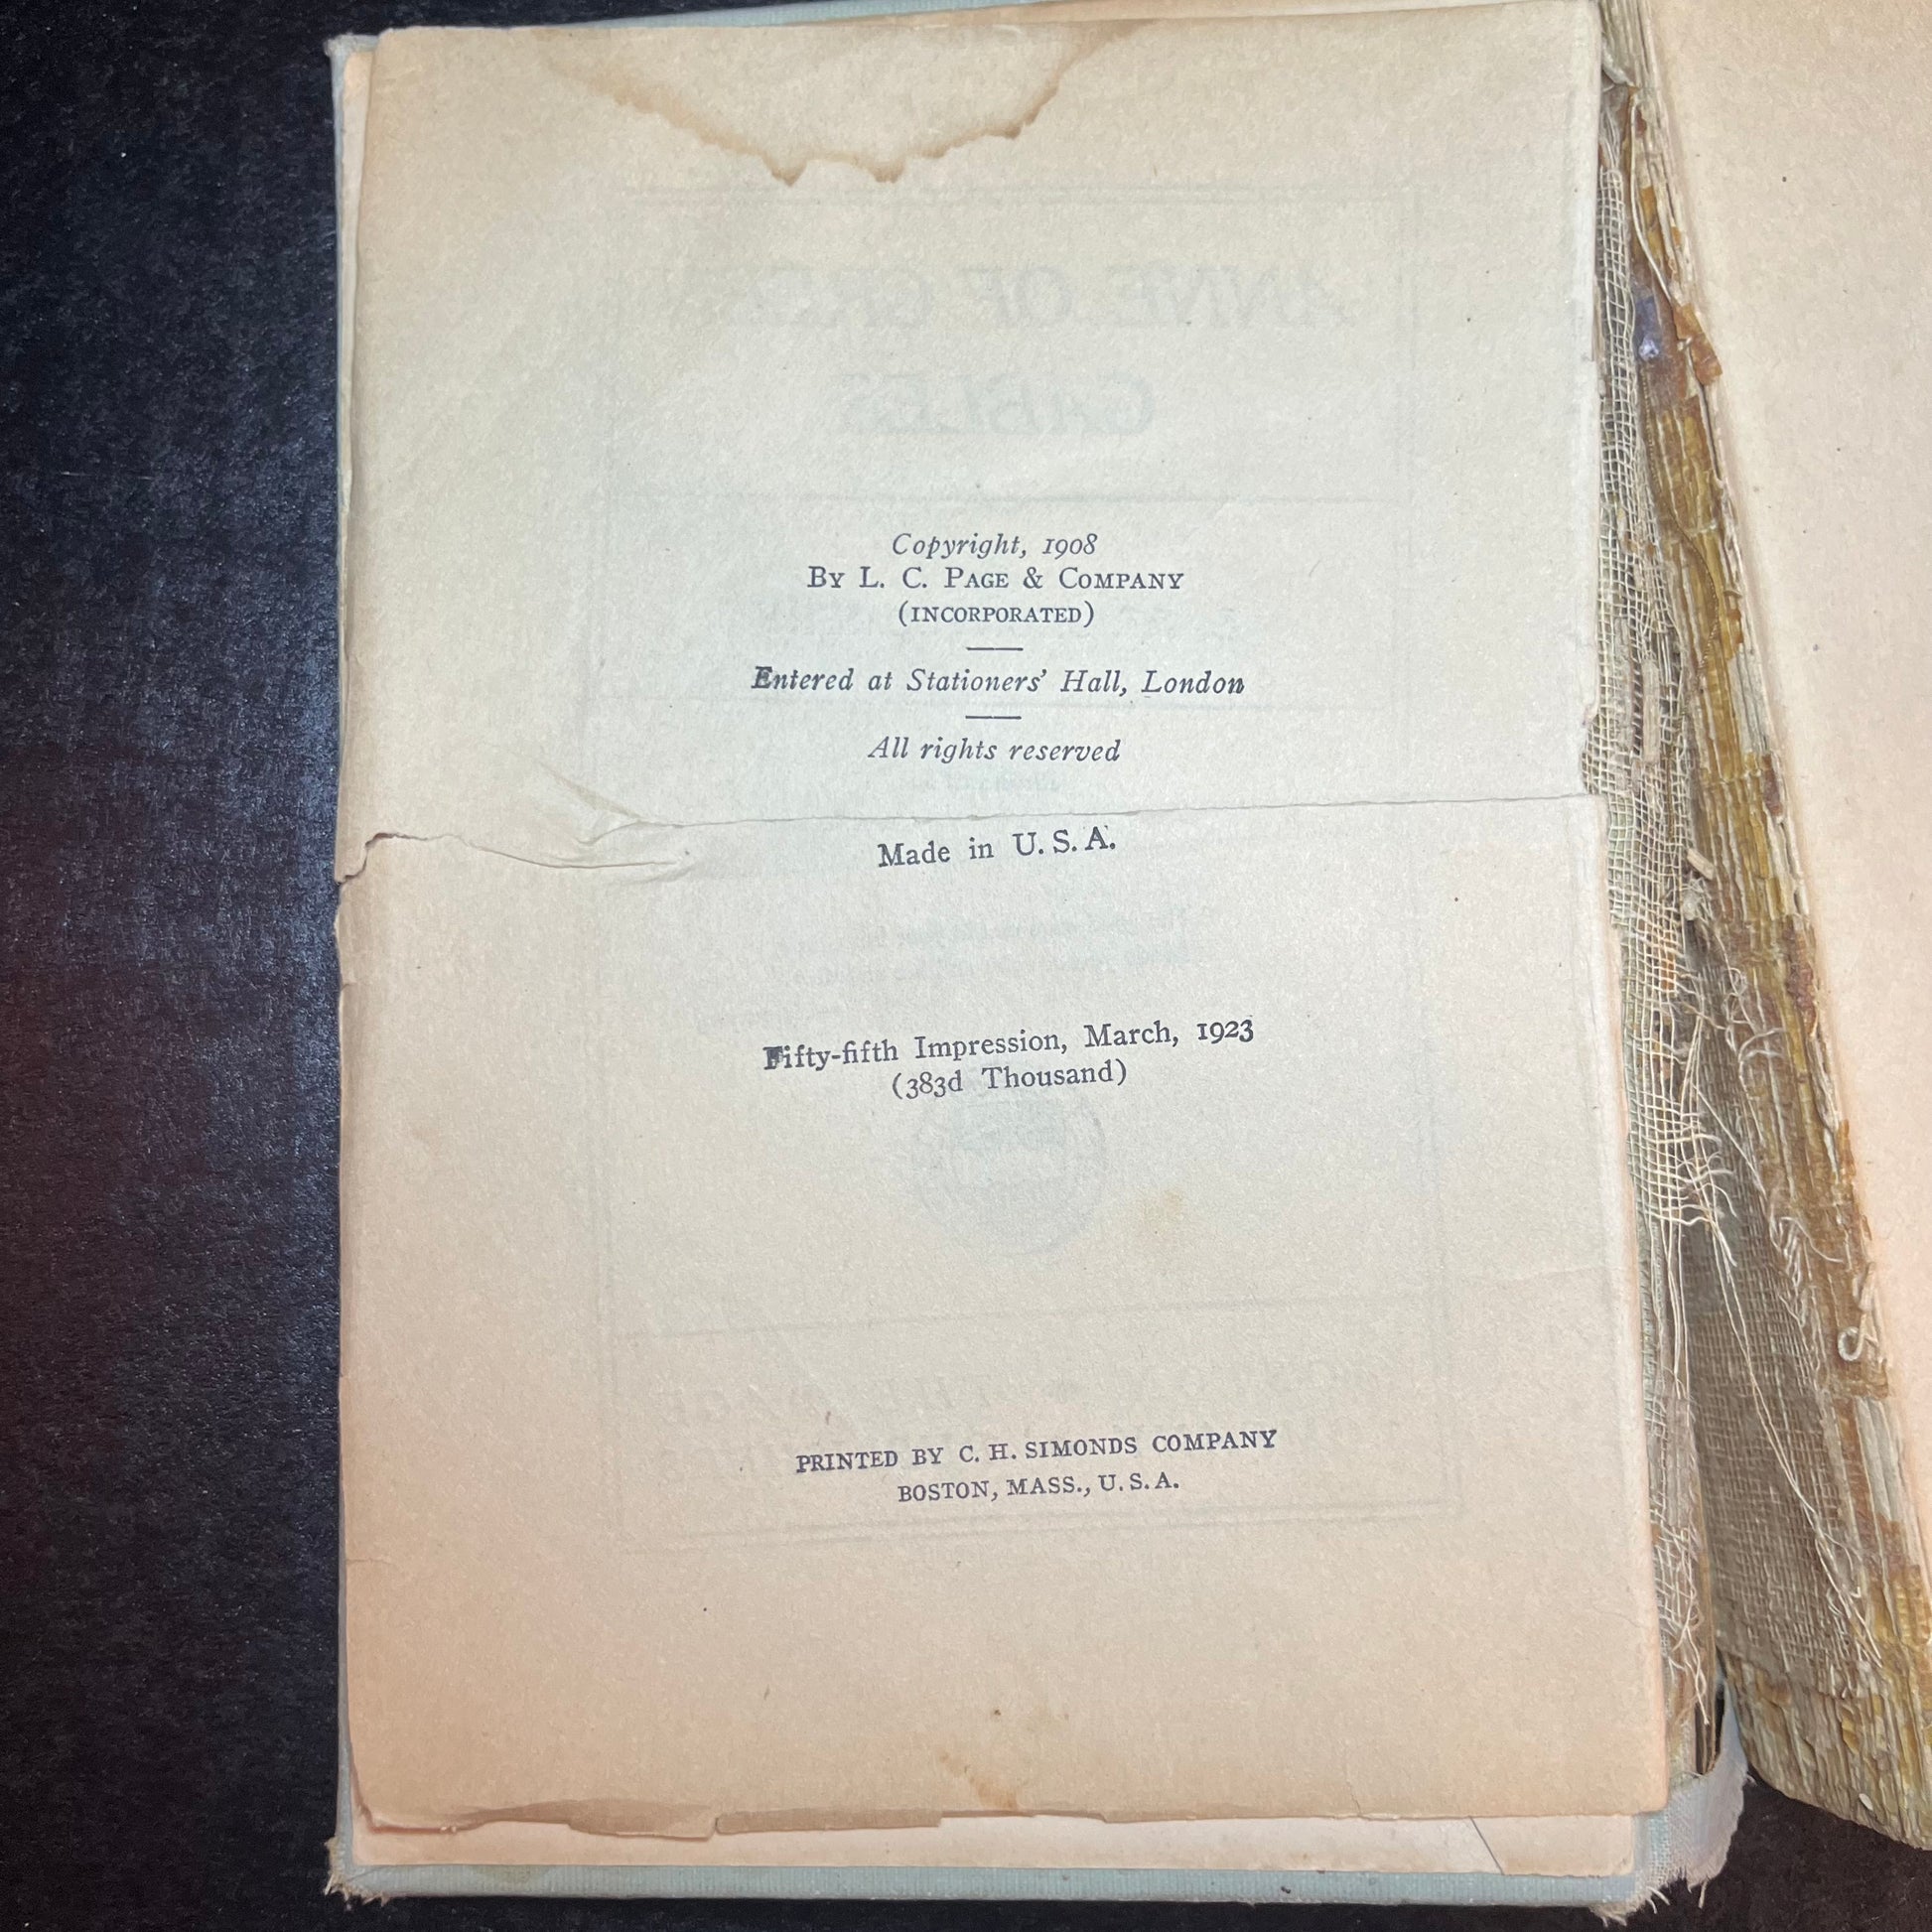 Copyright, 1908
By L. C. Page & Company
(INCORPORATED)
Entered at Stationers' Hall, London
All rights reserved
Made in U. S. A.
Fifty-fifth Impression, March, 1923
(383d Thousand)
PRINTED BY C. H. SIMONDS COMPANY
BOSTON, MASS., U. S. A.